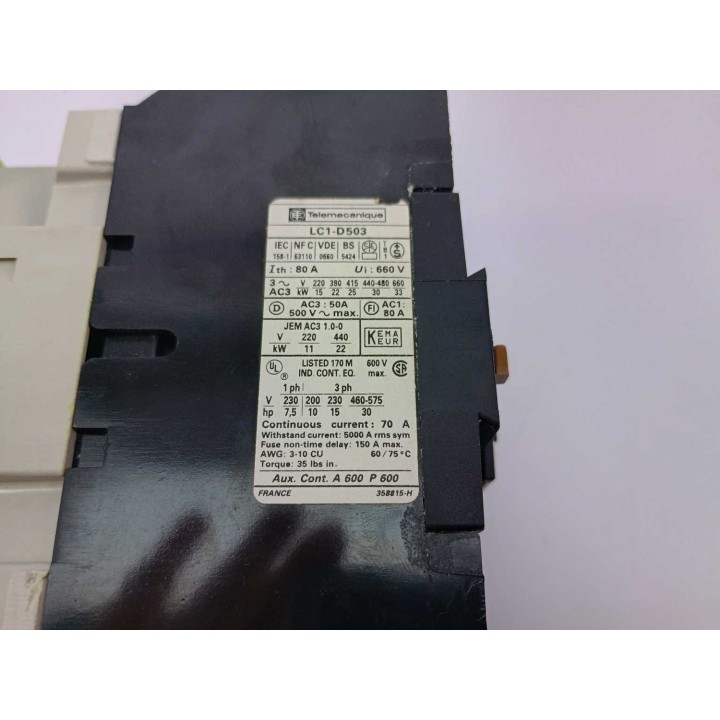 Telemecanique
LC1-D503
IEC NF C VDE BS
158-1 63110 0660 5424
Ith : 80 A Ui : 660 V
3 ~ V 220 380 415 440-480 660
AC3 kW 15 22 25 30 33
D AC3 : 50A FI AC1:
500 V ~ max. 80 A
JEM AC3 1.0-0
V 220 440
kW 11 22
KEMA
KEUR
UL ® LISTED 170 M 600 V SA
IND. CONT. EQ. max.
1 ph 3 ph
V 230 200 230 460-575
hp 7,5 10 15 30
Continuous current : 70 A
Withstand current: 5000 A rms sym
Fuse non-time delay: 150 A max.
AWG: 3-10 CU 60/75°C
Torque: 35 lbs in.
Aux. Cont. A 600 P 600
FRANCE 358815-H